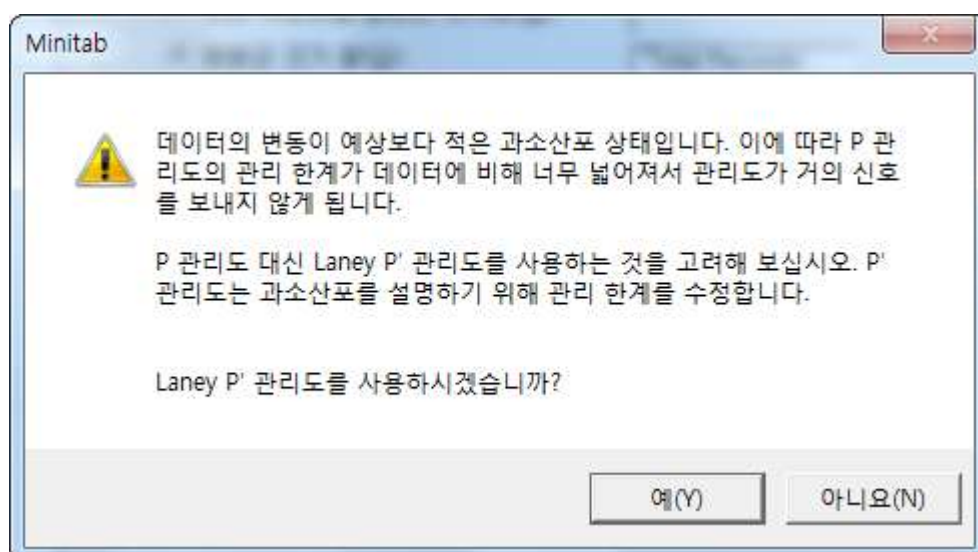 Minitab
데이터의 변동이 예상보다 적은 과소산포 상태입니다. 이에 따라 P 관
리도의 관리 한계가 데이터에 비해 너무 넓어져서 관리도가 거의 신호
를 보내지 않게 됩니다.
P 관리도 대신 Laney P' 관리도를 사용하는 것을 고려해 보십시오. P'
관리도는 과소산포를 설명하기 위해 관리 한계를 수정합니다.
Laney P' 관리도를 사용하시겠습니까?
예(Y)
아니요(N)